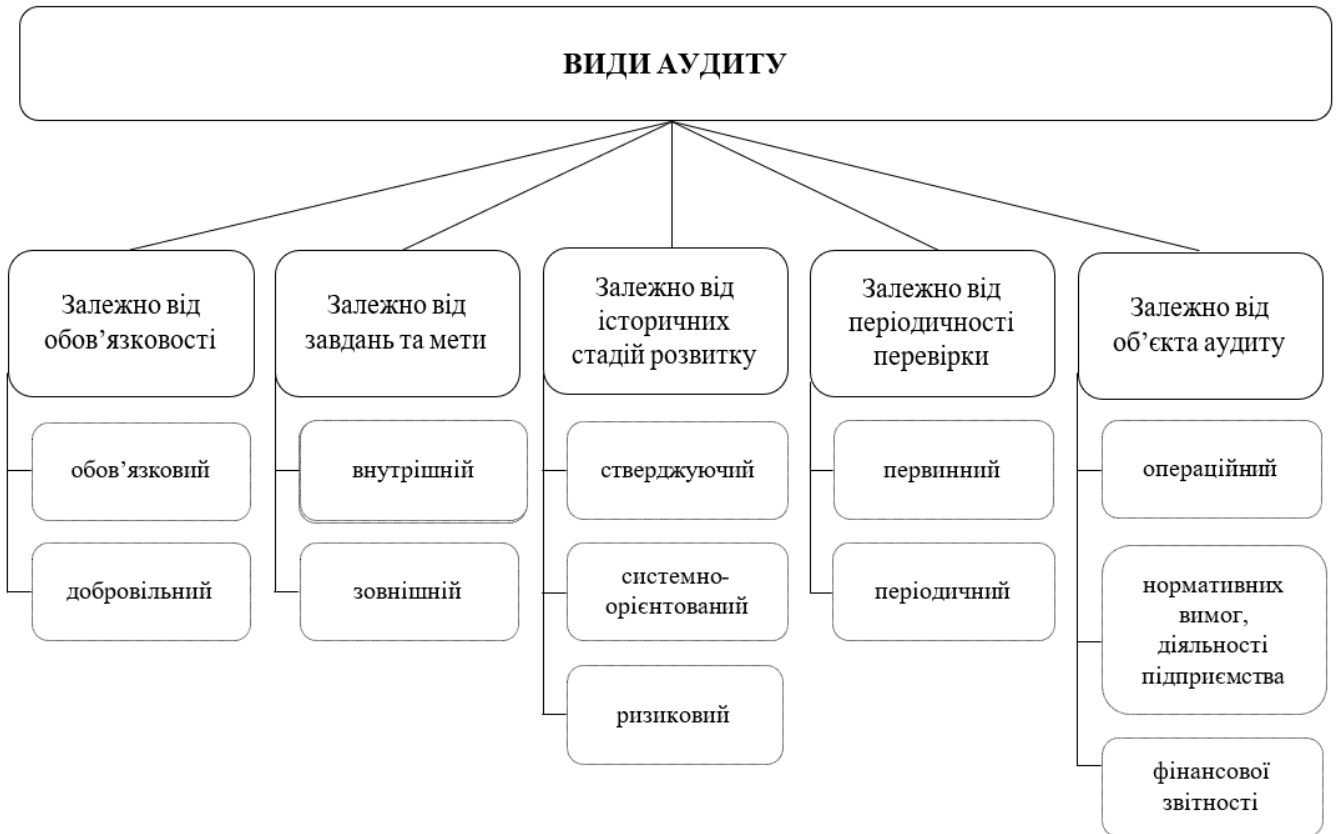 ВИДИ АУДИТУ
Залежно від
обов’язковості
обов’язковий
добровільний
Залежно від
завдань та мети
внутрішній
зовнішній
Залежно від
історичних
стадій розвитку
стверджуючий
системно-
орієнтований
ризиковий
Залежно від
періодичності
перевірки
первинний
періодичний
Залежно від
об’єкта аудиту
операційний
нормативних
вимог,
діяльності
підприємства
фінансової
звітності